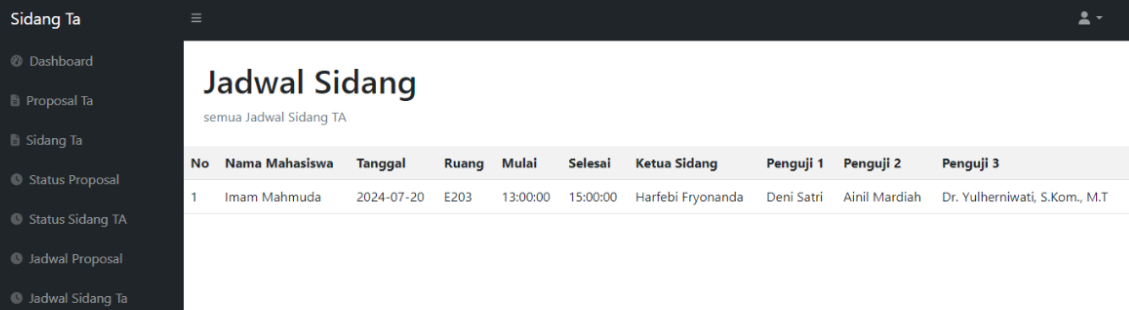 Sidang Ta
Dashboard
Proposal Ta
Sidang Ta
Status Proposal
Status Sidang TA
Jadwal Proposal
Jadwal Sidang Ta
Jadwal Sidang
semua Jadwal Sidang TA
No Nama Mahasiswa Tanggal Ruang Mulai Selesai Ketua Sidang Penguji 1 Penguji 2 Penguji 3
1 Imam Mahmuda 2024-07-20 E203 13:00:00 15:00:00 Harfebi Fryonanda Deni Satri Ainil Mardiah Dr. Yulherniwati, S.Kom., M.T